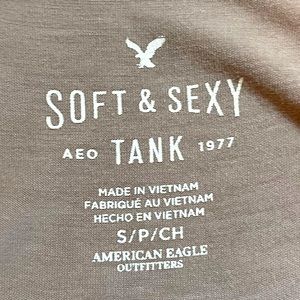 SOFT & SEXY
AEO TANK 1977
MADE IN VIETNAM
FABRIQUÉ AU VIETNAM
HECHO EN VIETNAM
S/P/CH
AMERICAN EAGLE
OUTFITTERS